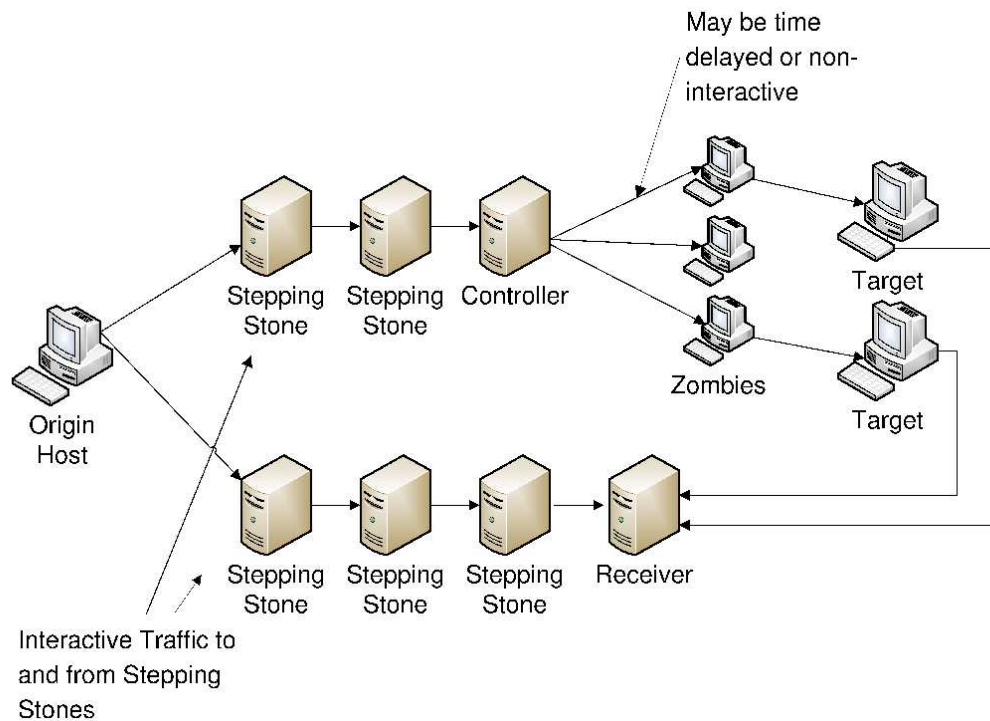 May be time
delayed or non-
interactive
Stepping
Stone
Stepping
Stone
Controller
Target
Zombies
Target
Origin
Host
Stepping
Stone
Stepping
Stone
Stepping
Stone
Receiver
Interactive Traffic to
and from Stepping
Stones